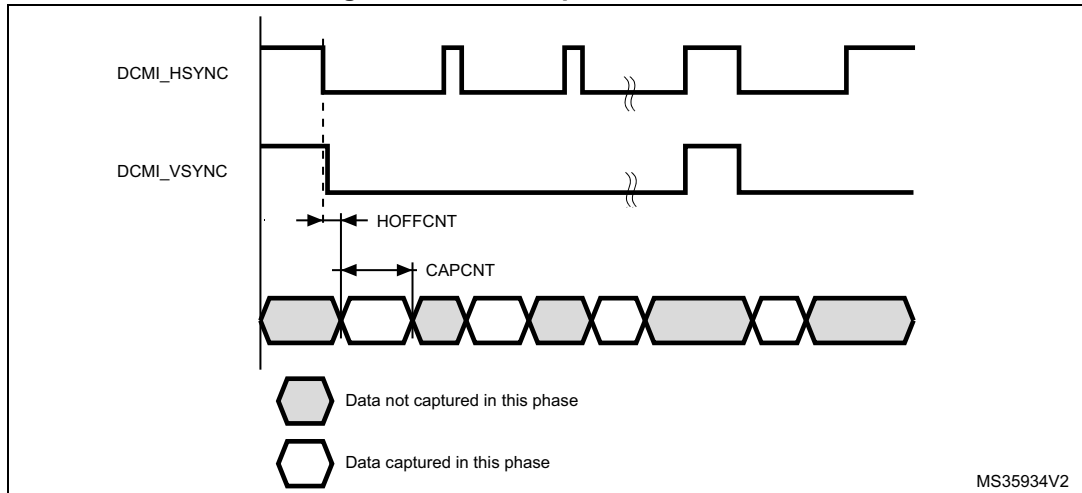 DCMI_HSYNC
DCMI_VSYNC
HOFFCNT
CAPCNT
Data not captured in this phase
Data captured in this phase
MS35934V2